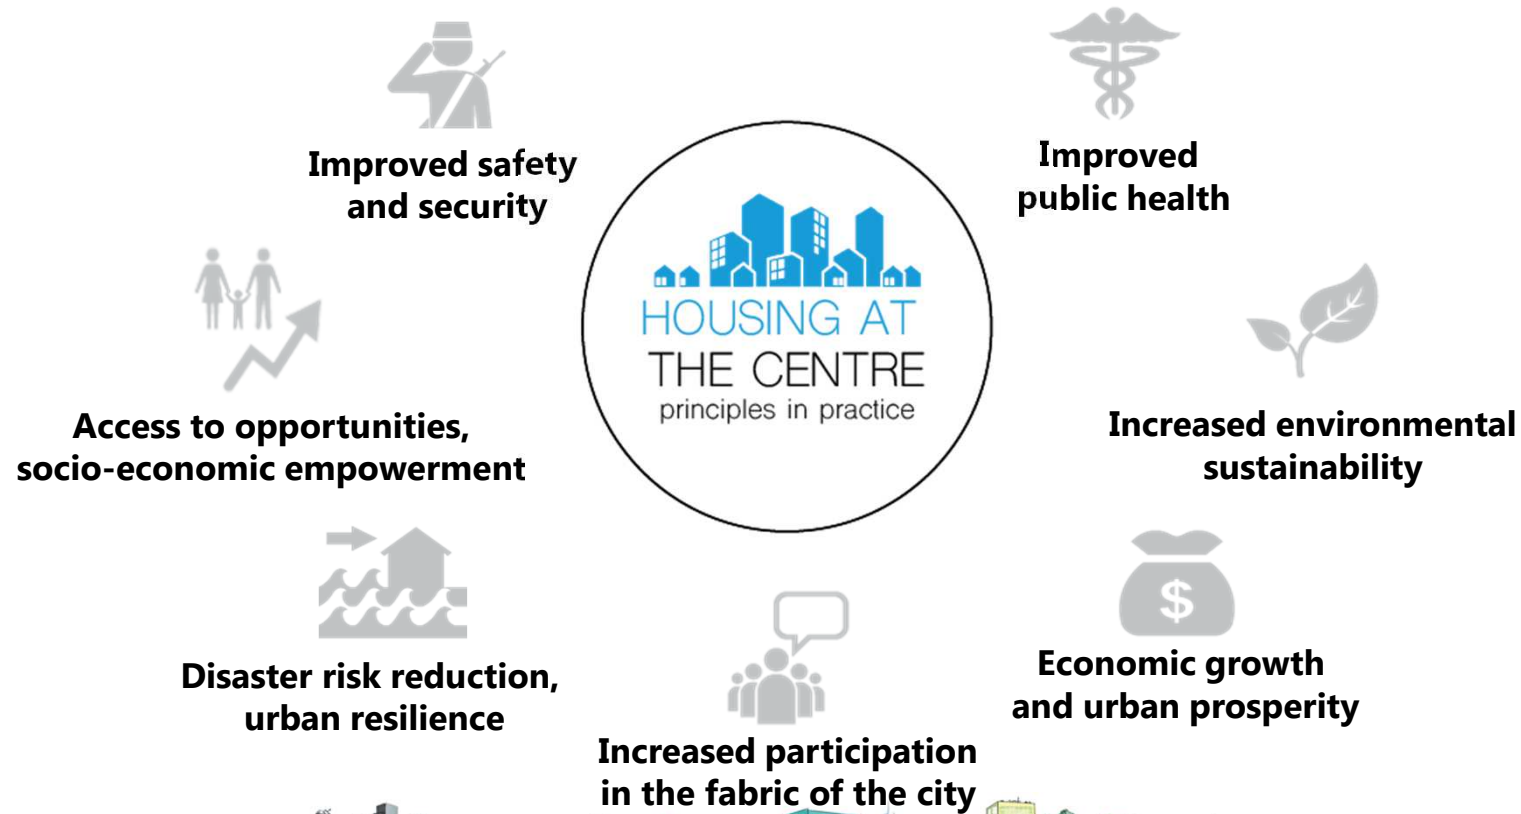 Improved safety
and security
Improved
public health
HOUSING AT
THE CENTRE
principles in practice
Access to opportunities,
socio-economic empowerment
Increased environmental
sustainability
$
Disaster risk reduction,
urban resilience
Economic growth
and urban prosperity
Increased participation
in the fabric of the city